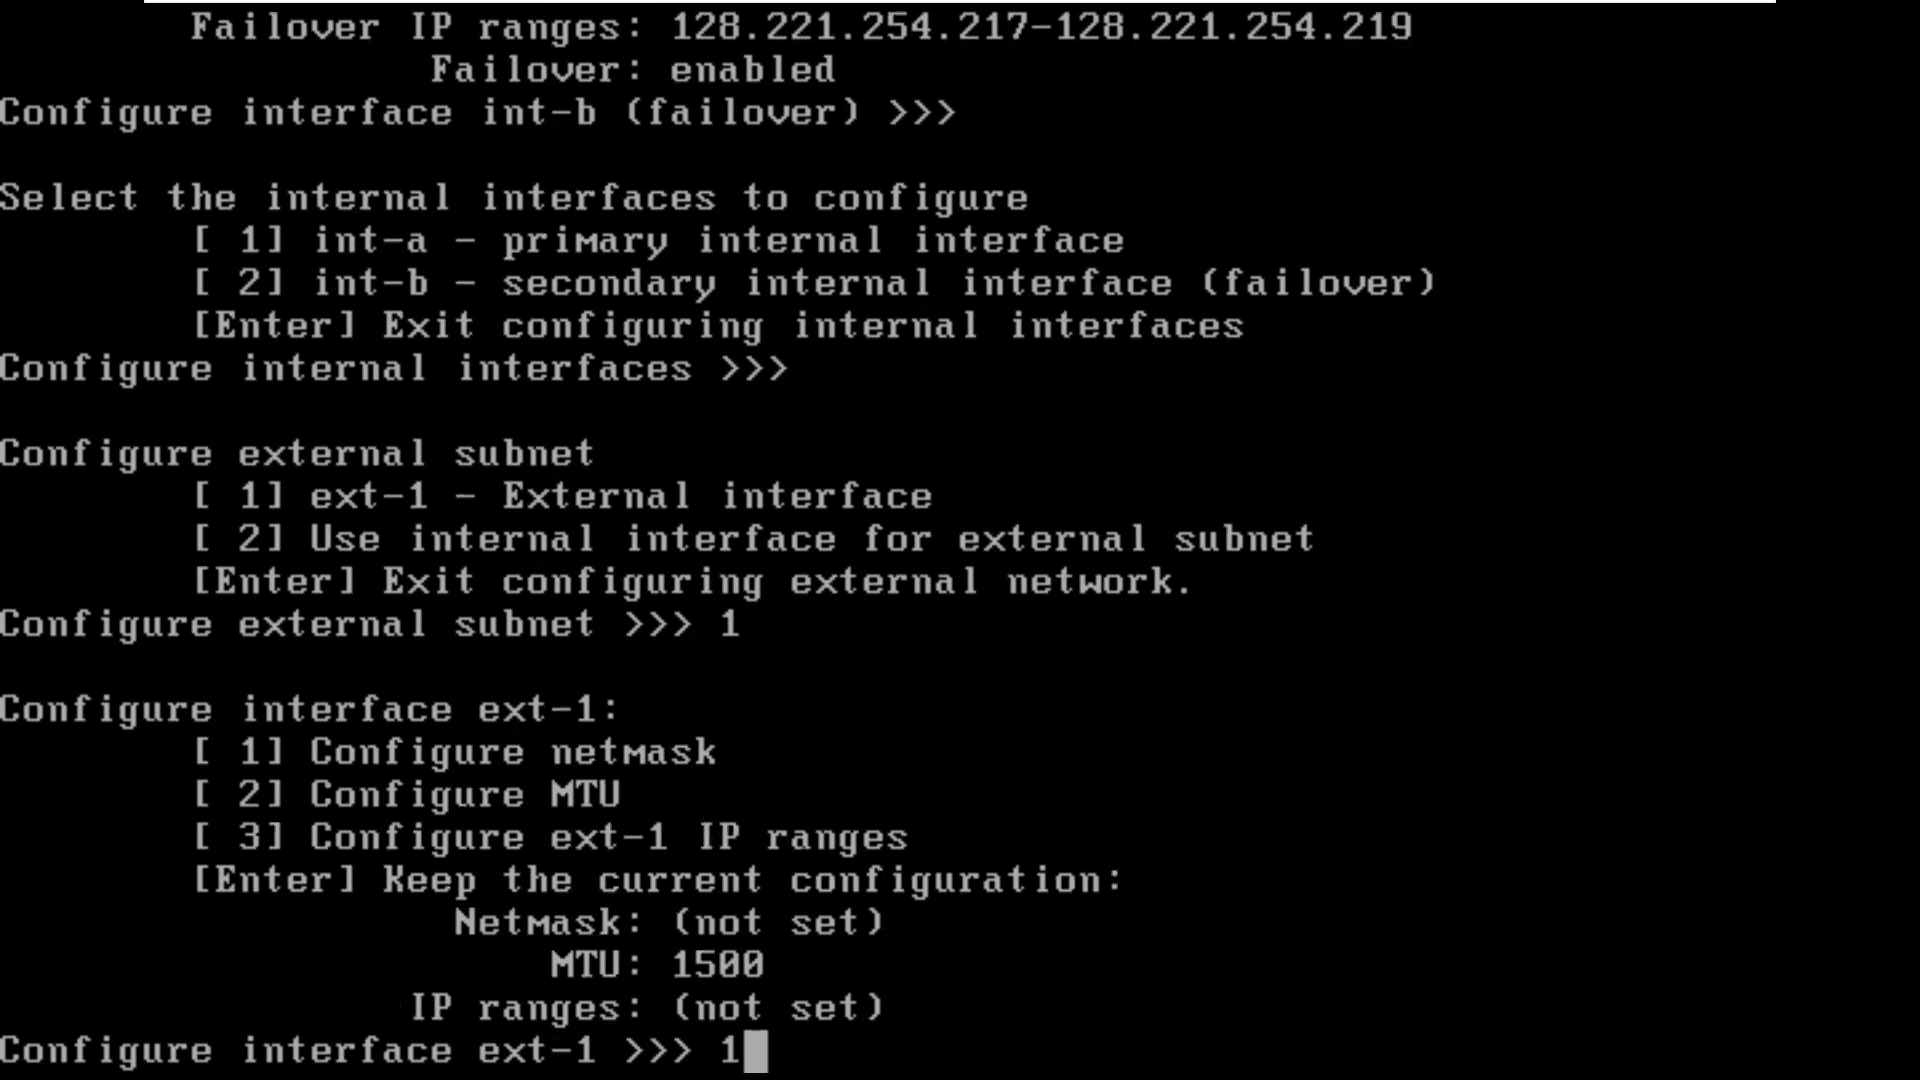 Failover IP ranges: 128.221.254.217-128.221.254.219
Failover: enabled
Configure interface int-b (failover) >>>
Select the internal interfaces to configure
[ 1] int-a - primary internal interface
[ 2] int-b - secondary internal interface (failover)
[Enter] Exit configuring internal interfaces
Configure internal interfaces >>>
Configure external subnet
[ 1] ext-1 - External interface
[ 2] Use internal interface for external subnet
[Enter] Exit configuring external network.
Configure external subnet >>> 1
Configure interface ext-1:
[ 1] Configure netmask
[ 2] Configure MTU
[ 3] Configure ext-1 IP ranges
[Enter] Keep the current configuration:
Netmask: (not set)
MTU: 1500
IP ranges: (not set)
Configure interface ext-1 >>> 1